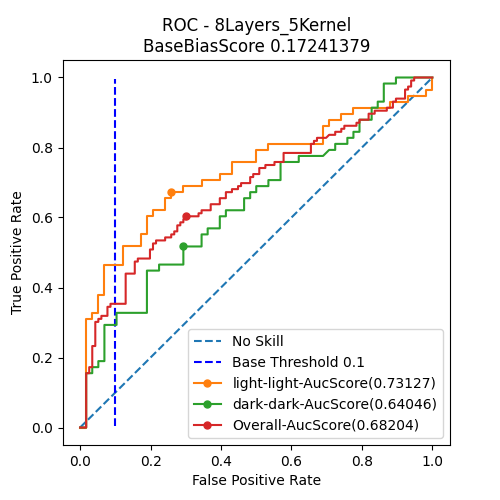 ROC - 8Layers_5Kernel
BaseBiasScore 0.17241379
True Positive Rate
1.0
0.8
0.6
0.4
0.2
0.0
No Skill
Base Threshold 0.1
light-light-AucScore(0.73127)
dark-dark-AucScore(0.64046)
Overall-AucScore(0.68204)
0.0 0.2 0.4 0.6 0.8 1.0
False Positive Rate